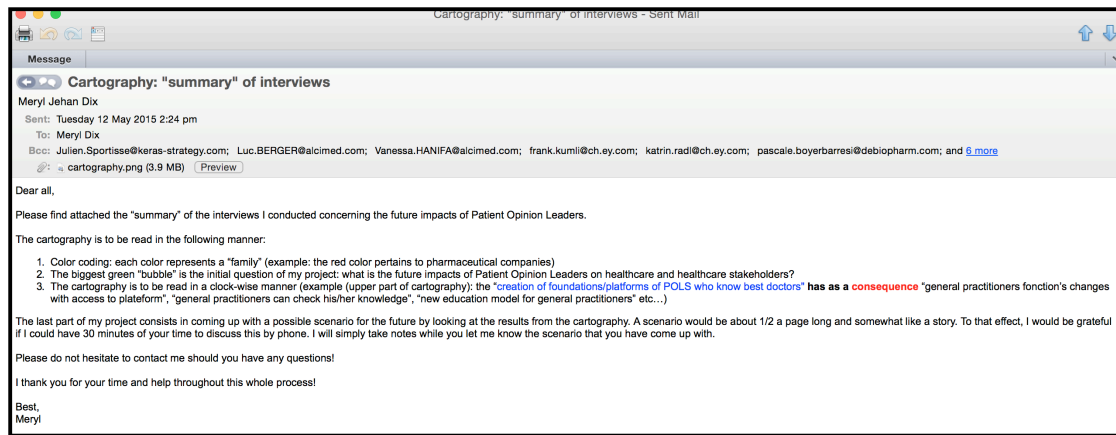 Cartography: "summary" of interviews - Sent Mail
Message
Cartography: "summary" of interviews
Meryl Jehan Dix
Sent: Tuesday 12 May 2015 2:24 pm
To: Meryl Dix
Bcc: Julien.Sportisse@keras-strategy.com; Luc.BERGER@alcimed.com; Vanessa.HANIFA@alcimed.com; frank.kumli@ch.ey.com; katrin.radl@ch.ey.com; pascale.boyerbarresi@debiopharm.com; and 6 more
cartography.png (3.9 MB) Preview
Dear all,
Please find attached the “summary” of the interviews I conducted concerning the future impacts of Patient Opinion Leaders.
The cartography is to be read in the following manner:
1. Color coding: each color represents a “family” (example: the red color pertains to pharmaceutical companies)
2. The biggest green “bubble” is the initial question of my project: what is the future impacts of Patient Opinion Leaders on healthcare and healthcare stakeholders?
3. The cartography is to be read in a clock-wise manner (example (upper part of cartography): the “creation of foundations/platforms of POLS who know best doctors” has as a consequence “general practitioners fonction’s changes
with access to plateform”, “general practitioners can check his/her knowledge”, “new education model for general practitioners” etc…)
The last part of my project consists in coming up with a possible scenario for the future by looking at the results from the cartography. A scenario would be about 1/2 a page long and somewhat like a story. To that effect, I would be grateful
if I could have 30 minutes of your time to discuss this by phone. I will simply take notes while you let me know the scenario that you have come up with.
Please do not hesitate to contact me should you have any questions!
I thank you for your time and help throughout this whole process!
Best,
Meryl